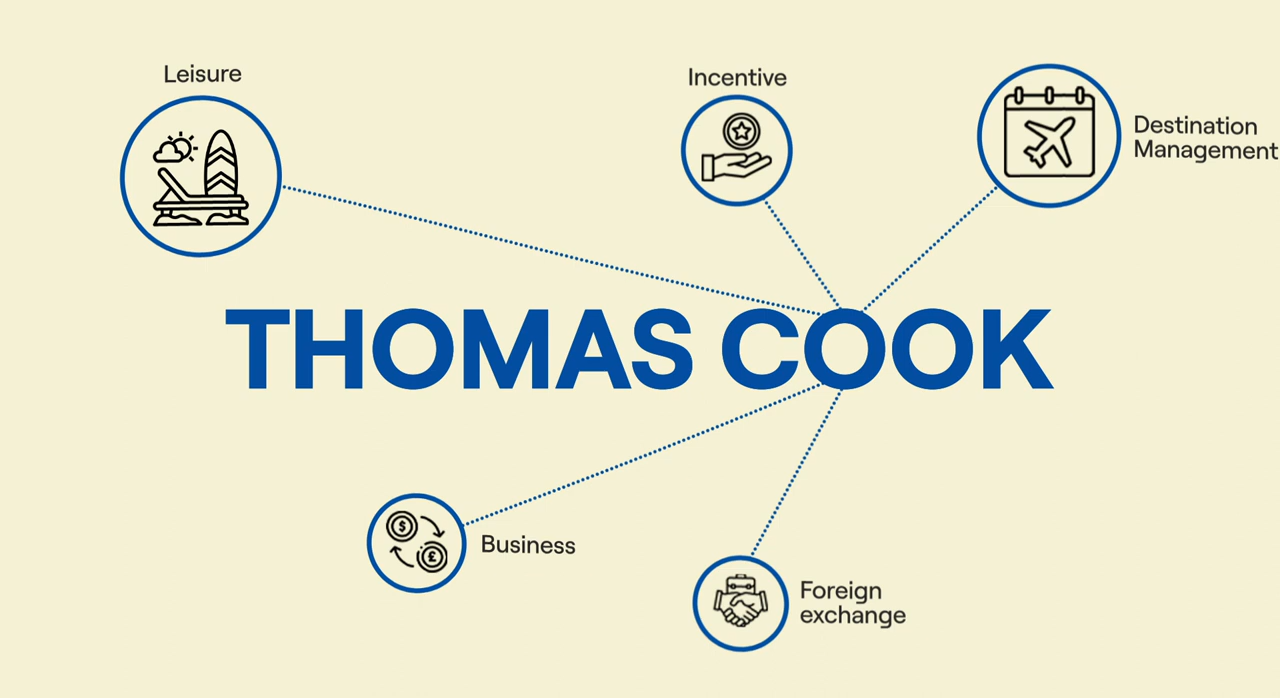 Leisure
Incentive
Destination
Management
THOMAS COOK
$
£
Business
Foreign
exchange